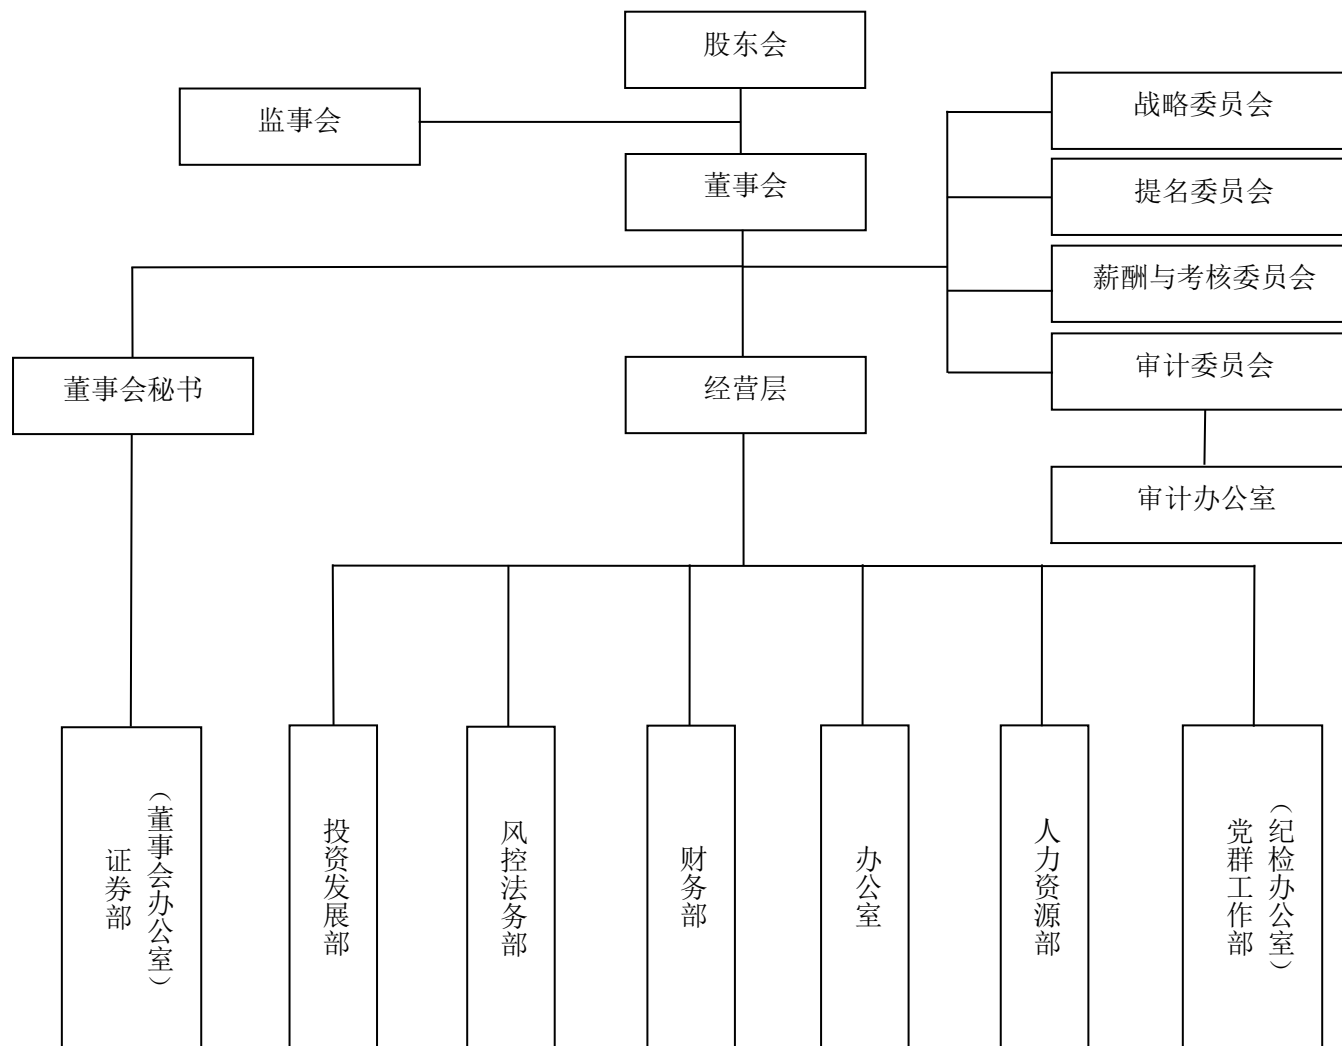 股东会
监事会
董事会
战略委员会
提名委员会
薪酬与考核委员会
审计委员会
审计办公室
董事会秘书
经营层
证券部
（董事会办公室）
投资发展部
风控法务部
财务部
办公室
人力资源部
党群工作部
（纪检办公室）